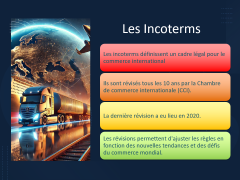 Les Incoterms
Les Incoterms définissent un cadre légal pour le
commerce international
Ils sont révisés tous les 10 ans par la Chambre
de commerce internationale (CCI).
La dernière révision a eu lieu en 2020.
Les révisions permettent d'ajuster les règles en
fonction des nouvelles tendances et des défis
du commerce mondial.